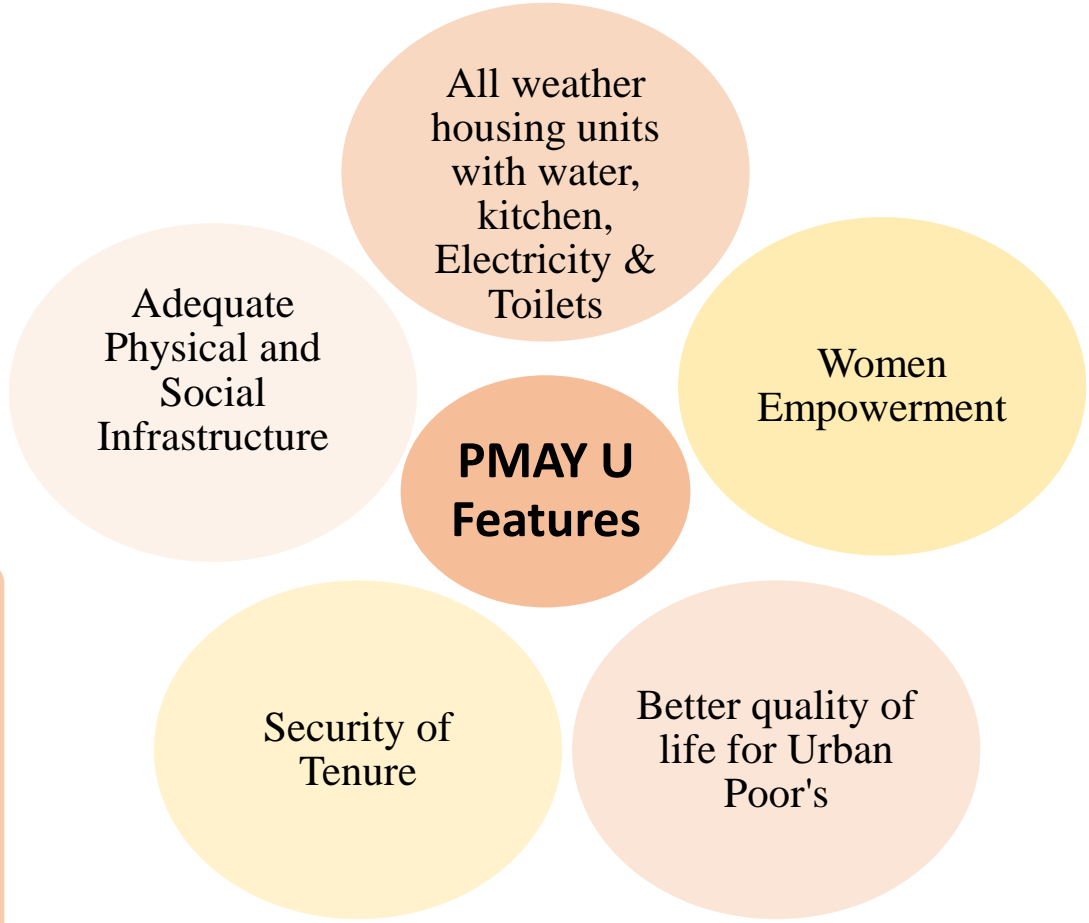 All weather
housing units
with water,
kitchen,
Electricity &
Toilets
Women
Empowerment
Better quality of
life for Urban
Poor's
Security of
Tenure
Adequate
Physical and
Social
Infrastructure
PMAY U
Features